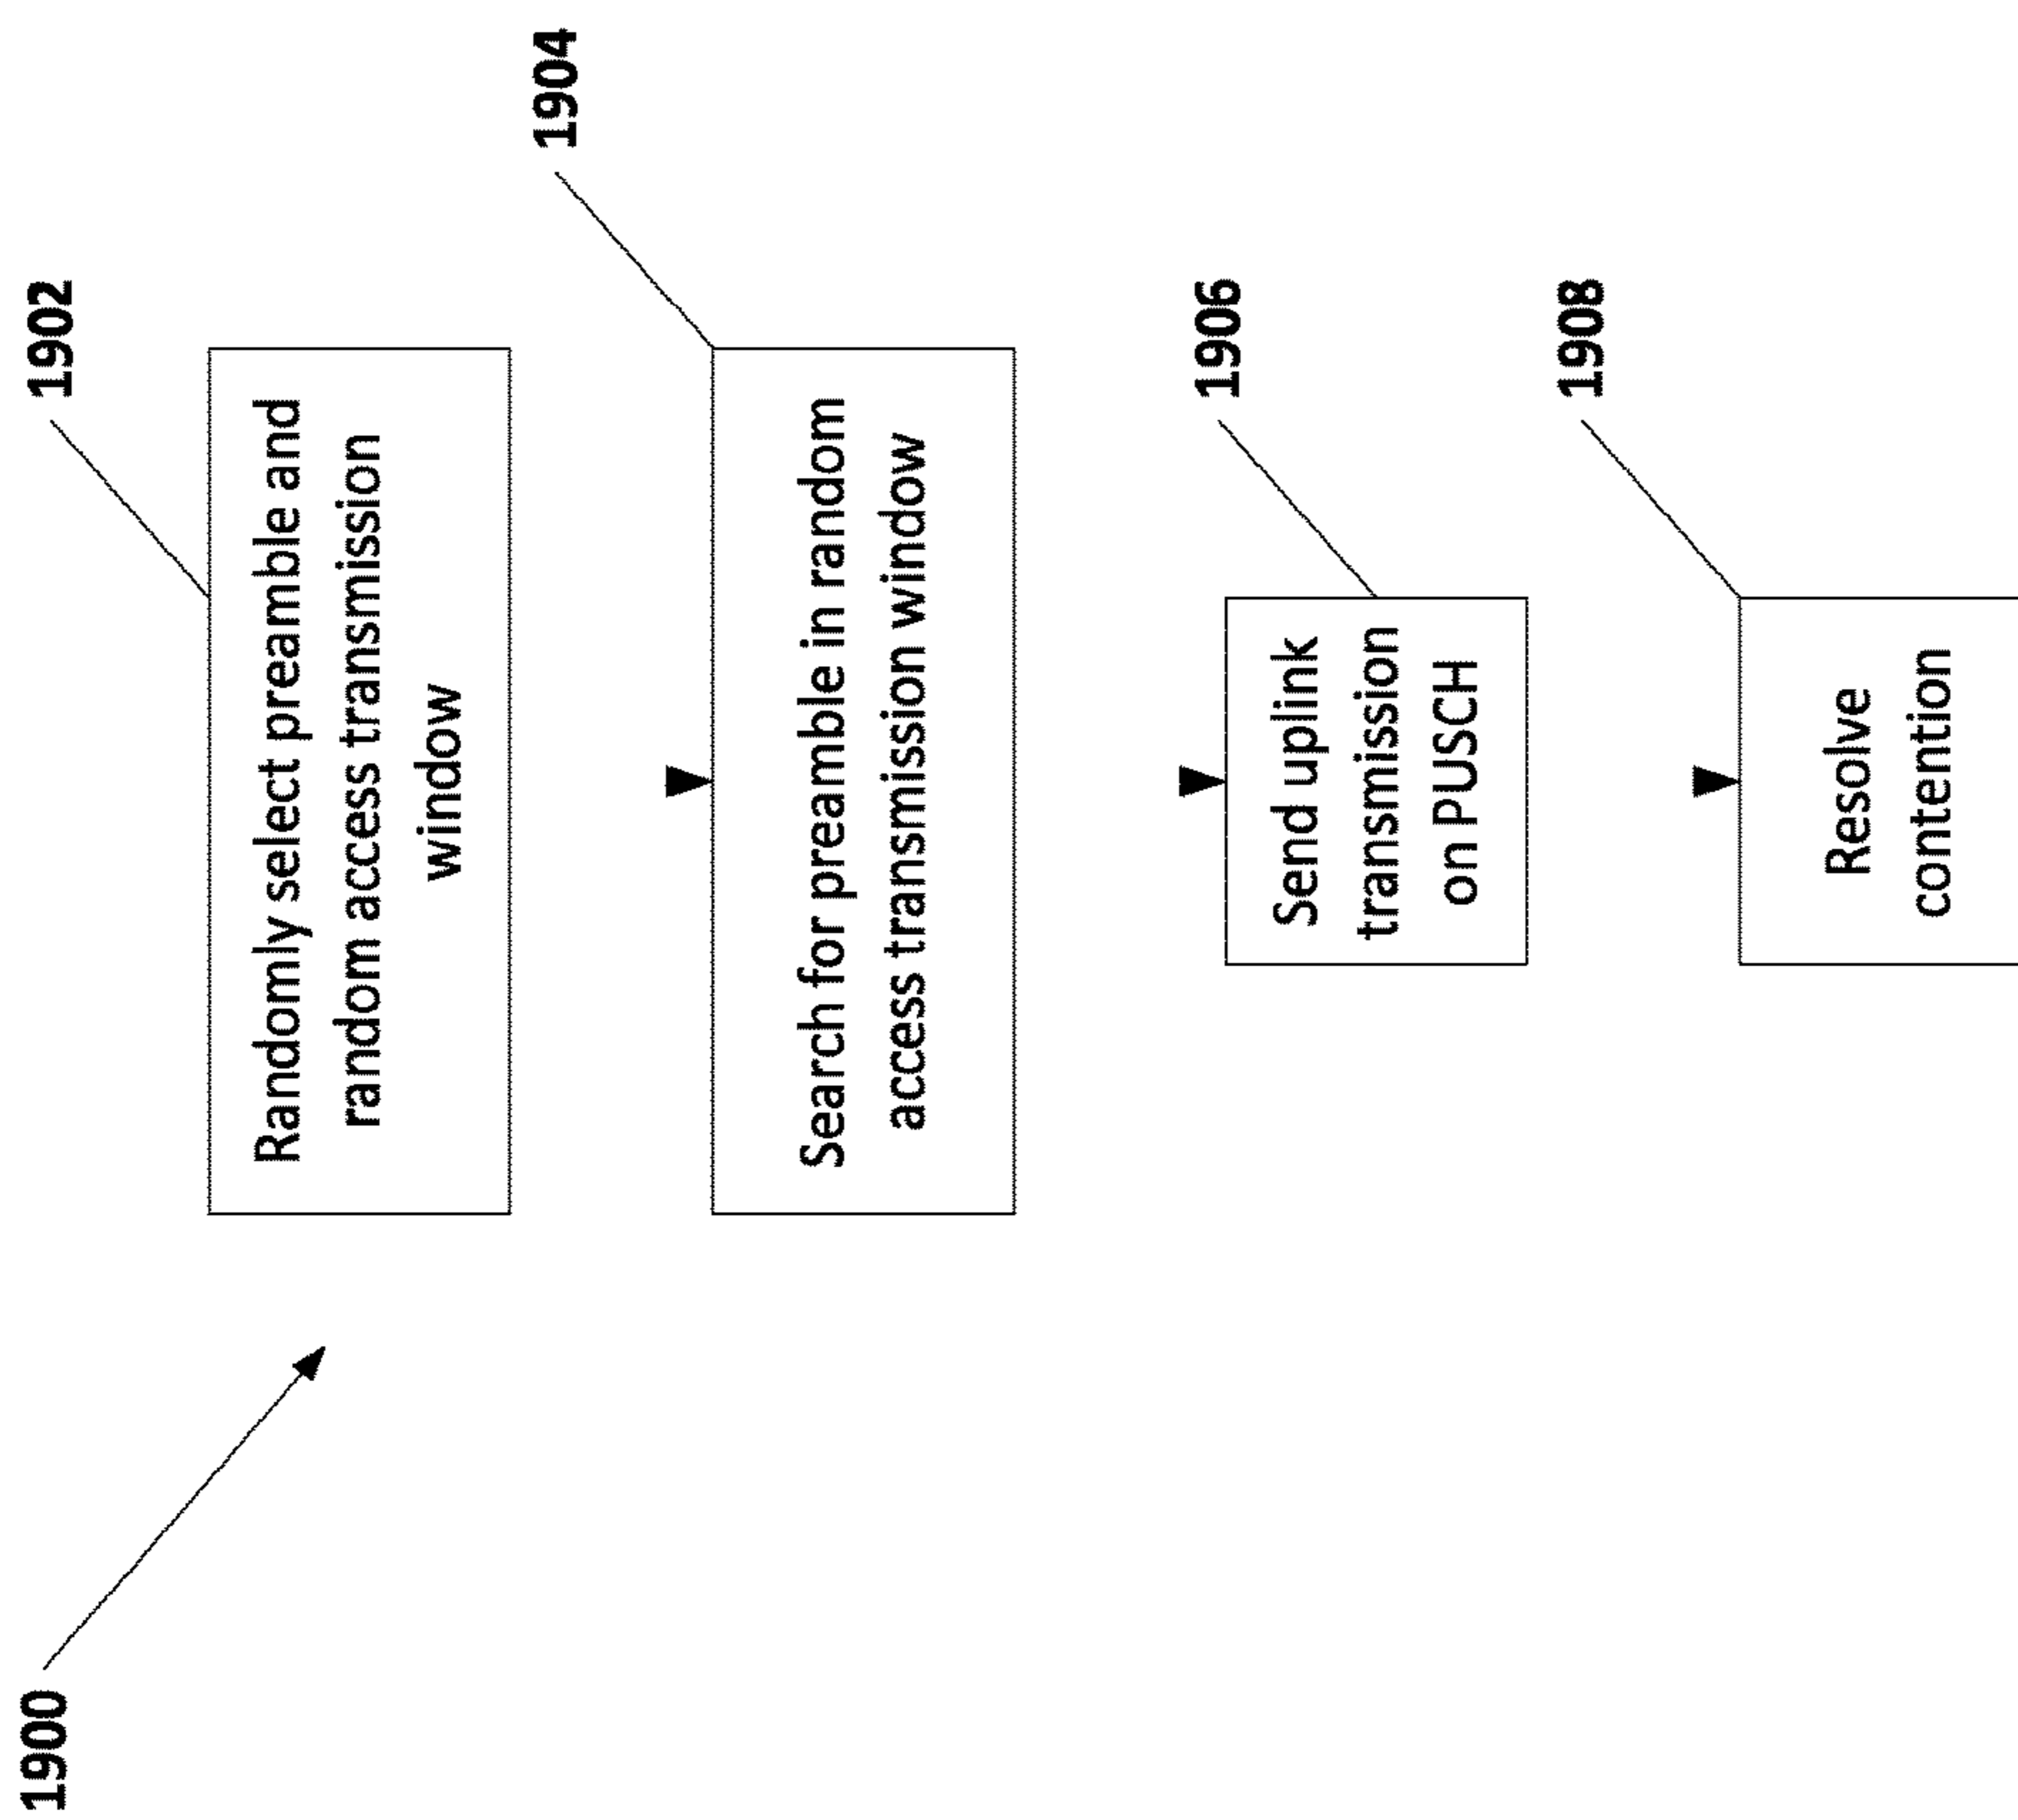 1900
1902
Randomly select preamble and
random access transmission
window
1904
Search for preamble in random
access transmission window
1906
Send uplink
transmission
on PUSCH
1908
Resolve
contention